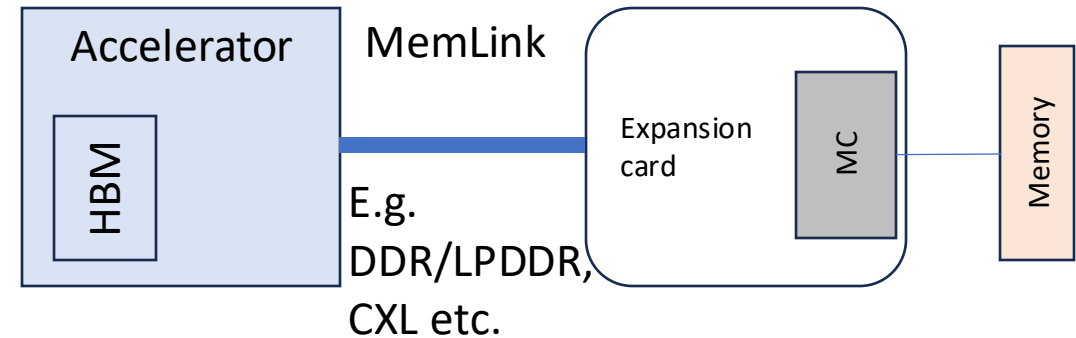 Accelerator
MemLink
HBM
E.g.
DDR/LPDDR,
CXL etc.
Expansion
card
MC
Memory